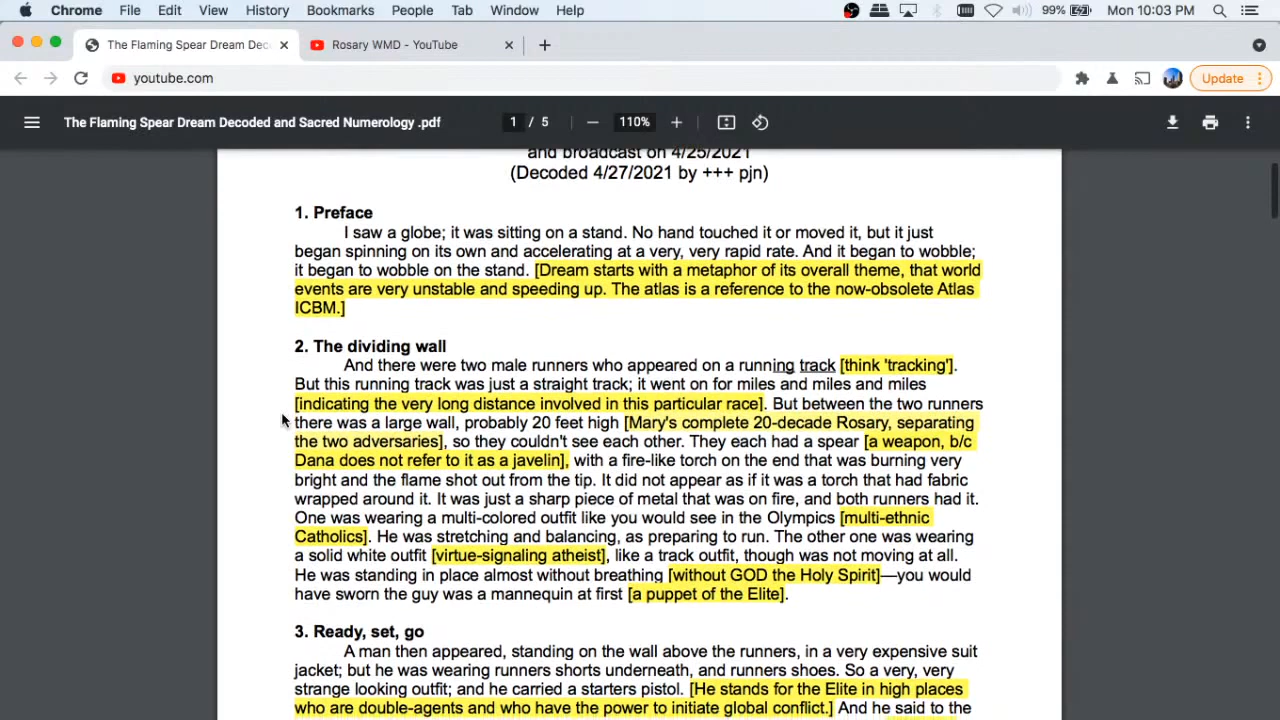 Chrome File Edit View History Bookmarks People Tab Window Help 99% Mon 10:03 PM
The Flaming Spear Dream Dec
Rosary WMD - YouTube
youtube.com
Update
The Flaming Spear Dream Decoded and Sacred Numerology .pdf 1 / 5 110%
and broadcast on 4/25/2021
(Decoded 4/27/2021 by +++ pjn)
1. Preface
I saw a globe; it was sitting on a stand. No hand touched it or moved it, but it just
began spinning on its own and accelerating at a very, very rapid rate. And it began to wobble;
it began to wobble on the stand. [Dream starts with a metaphor of its overall theme, that world
events are very unstable and speeding up. The atlas is a reference to the now-obsolete Atlas
ICBM.]
2. The dividing wall
And there were two male runners who appeared on a running track [think 'tracking'].
But this running track was just a straight track; it went on for miles and miles and miles
[indicating the very long distance involved in this particular race]. But between the two runners
there was a large wall, probably 20 feet high [Mary's complete 20-decade Rosary, separating
the two adversaries], so they couldn't see each other. They each had a spear [a weapon, b/c
Dana does not refer to it as a javelin], with a fire-like torch on the end that was burning very
bright and the flame shot out from the tip. It did not appear as if it was a torch that had fabric
wrapped around it. It was just a sharp piece of metal that was on fire, and both runners had it.
One was wearing a multi-colored outfit like you would see in the Olympics [multi-ethnic
Catholics]. He was stretching and balancing, as preparing to run. The other one was wearing
a solid white outfit [virtue-signaling atheist], like a track outfit, though was not moving at all.
He was standing in place almost without breathing [without GOD the Holy Spirit]—you would
have sworn the guy was a mannequin at first [a puppet of the Elite].
3. Ready, set, go
A man then appeared, standing on the wall above the runners, in a very expensive suit
jacket; but he was wearing runners shorts underneath, and runners shoes. So a very, very
strange looking outfit; and he carried a starters pistol. [He stands for the Elite in high places
who are double-agents and who have the power to initiate global conflict.] And he said to the